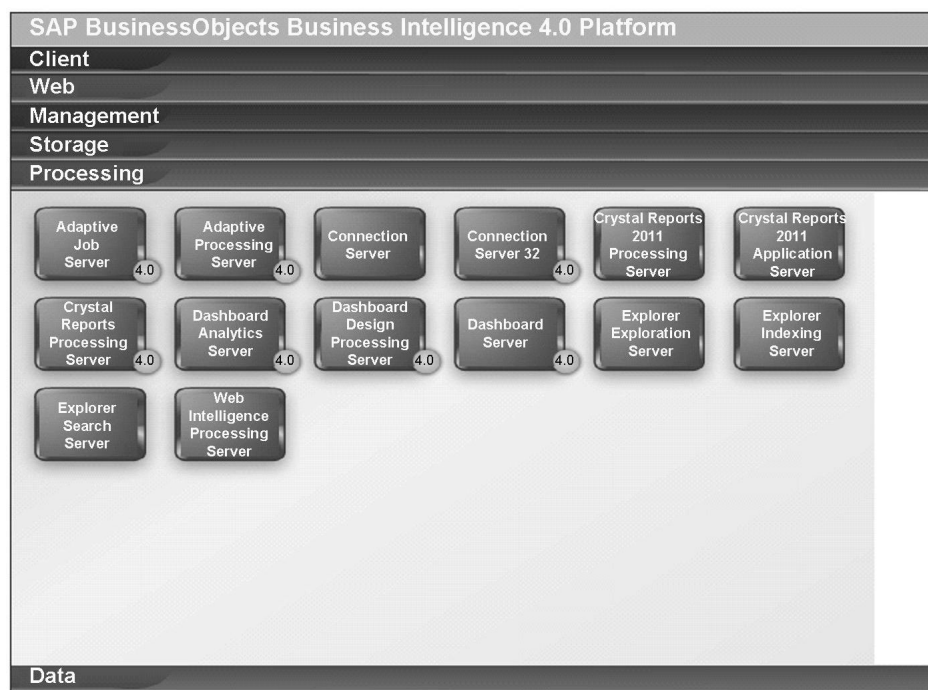 SAP BusinessObjects Business Intelligence 4.0 Platform
Client
Web
Management
Storage
Processing
Adaptive
Job
Server
4.0
Adaptive
Processing
Server
4.0
Connection
Server
Connection
Server 32
4.0
Crystal Reports
2011
Processing
Server
Crystal Reports
2011
Application
Server
Crystal
Reports
Processing
Server
4.0
Dashboard
Analytics
Server
4.0
Dashboard
Design
Processing
Server
4.0
Dashboard
Server
4.0
Explorer
Exploration
Server
Explorer
Indexing
Server
Explorer
Search
Server
Web
Intelligence
Processing
Server
Data